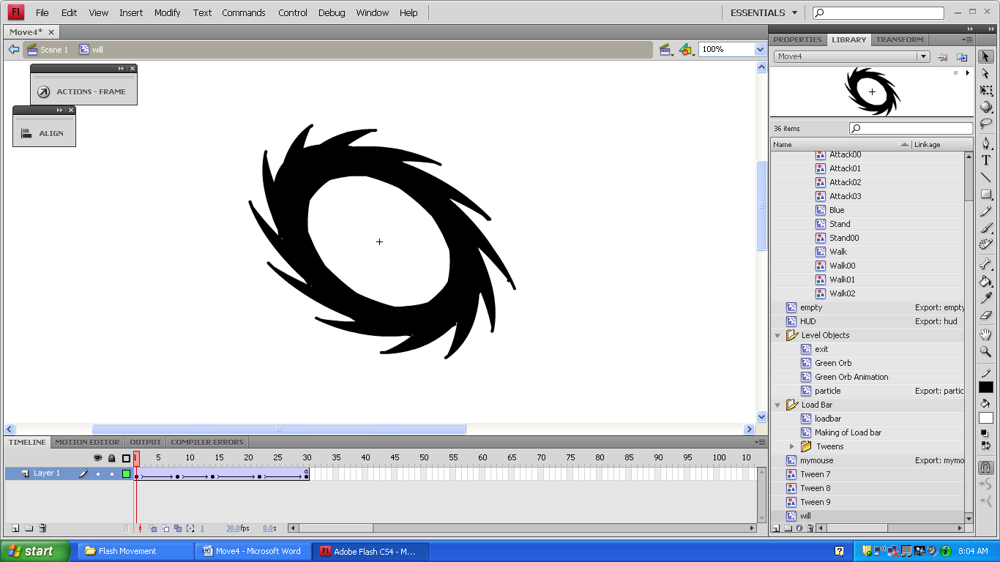 Fl File Edit View Insert Modify Text Commands Control Debug Window Help ESSENTIALS
Move4*
Scene 1 will 100%
ACTIONS - FRAME
ALIGN
PROPERTIES LIBRARY TRANSFORM
Move4
36 items
Name Linkage
Attack00
Attack01
Attack02
Attack03
Blue
Stand
Stand00
Walk
Walk00
Walk01
Walk02
empty Export: empty
HUD Export: hud
Level Objects
exit
Green Orb
Green Orb Animation
particle Export: partic
Load Bar
loadbar
Making of Load bar
Tweens
mymouse Export: mymo
Tween 7
Tween 8
Tween 9
will
TIMELINE MOTION EDITOR OUTPUT COMPILER ERRORS
1 5 10 15 20 25 30 35 40 45 50 55 60 65 70 75 80 85 90 95 100 10
Layer 1
1 30.0fps 0.0s
start Flash Movement Move4 - Microsoft Word Fl Adobe Flash CS4 - M... 8:04 AM